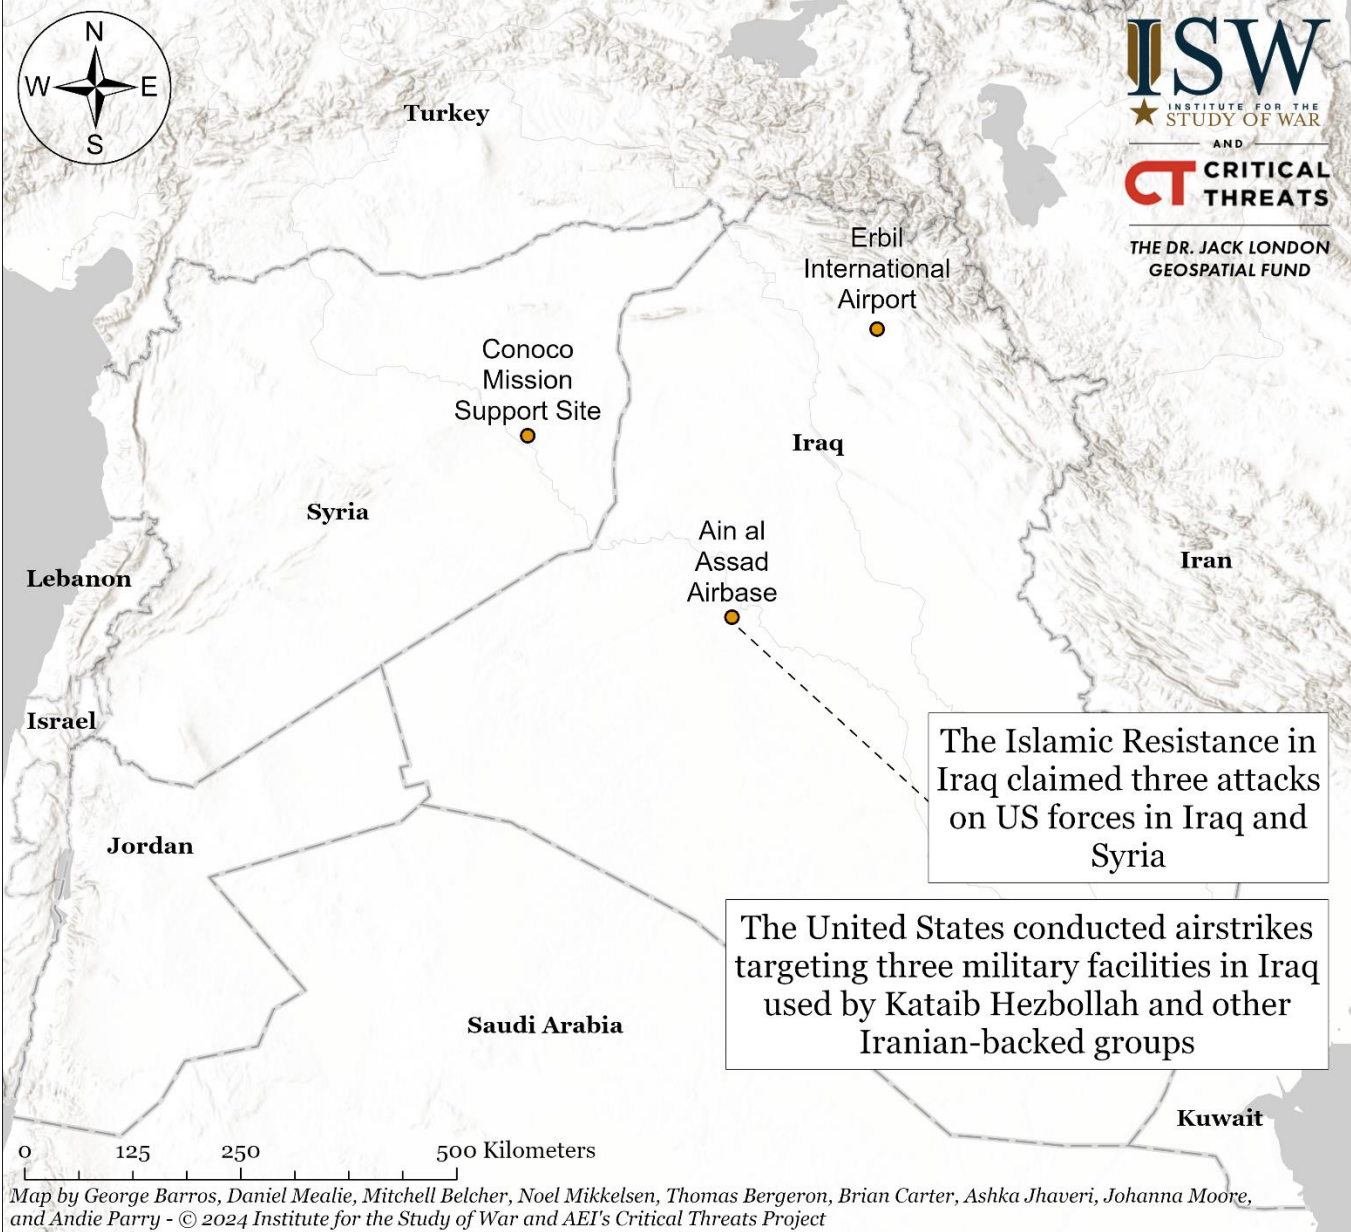 N
W
E
S
ISW
INSTITUTE FOR THE
STUDY OF WAR
AND
CT CRITICAL
THREATS
THE DR. JACK LONDON
GEOSPATIAL FUND
Turkey
Erbil
International
Airport
Conoco
Mission
Support Site
Iraq
Syria
Ain al
Assad
Airbase
Iran
Lebanon
Israel
The Islamic Resistance in
Iraq claimed three attacks
on US forces in Iraq and
Syria
Jordan
The United States conducted airstrikes
targeting three military facilities in Iraq
used by Kataib Hezbollah and other
Iranian-backed groups
Saudi Arabia
Kuwait
0 125 250 500 Kilometers
Map by George Barros, Daniel Mealie, Mitchell Belcher, Noel Mikkelsen, Thomas Bergeron, Brian Carter, Ashka Jhaveri, Johanna Moore,
and Andie Parry - © 2024 Institute for the Study of War and AEI's Critical Threats Project